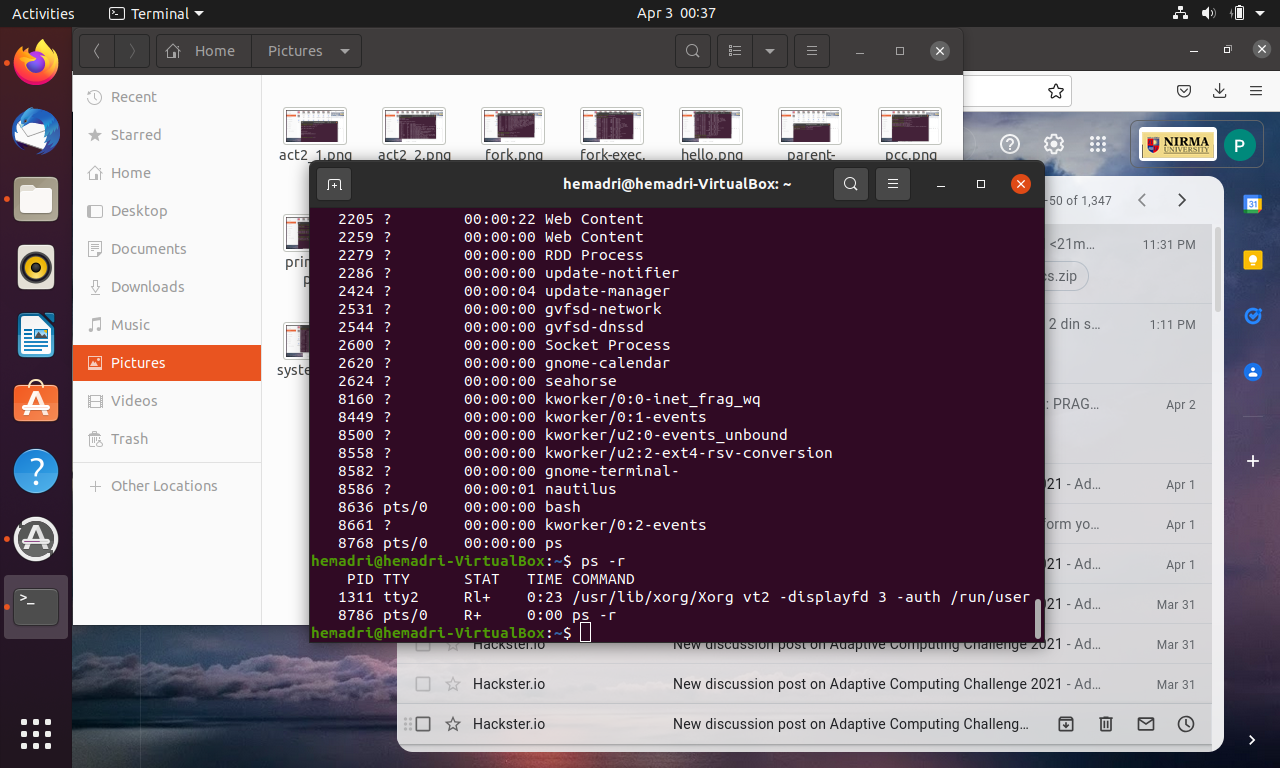 Activities Terminal Apr 3 00:37
Home Pictures
Recent
Starred
Home
Desktop
Documents
Downloads
Music
Pictures
Videos
Trash
Other Locations
act2_1.png act2_2.png fork.png fork-exec. hello.png parent- pcc.png
prin
p
syste
NIRMA
UNIVERSITY
P
-50 of 1,347
31
hemadri@hemadri-VirtualBox: ~
2205 ? 00:00:22 Web Content
2259 ? 00:00:00 Web Content
2279 ? 00:00:00 RDD Process
2286 ? 00:00:00 update-notifier
2424 ? 00:00:04 update-manager
2531 ? 00:00:00 gvfsd-network
2544 ? 00:00:00 gvfsd-dnssd
2600 ? 00:00:00 Socket Process
2620 ? 00:00:00 gnome-calendar
2624 ? 00:00:00 seahorse
8160 ? 00:00:00 kworker/0:0-inet_frag_wq
8449 ? 00:00:00 kworker/0:1-events
8500 ? 00:00:00 kworker/u2:0-events_unbound
8558 ? 00:00:00 kworker/u2:2-ext4-rsv-conversion
8582 ? 00:00:00 gnome-terminal-
8586 ? 00:00:01 nautilus
8636 pts/0 00:00:00 bash
8661 ? 00:00:00 kworker/0:2-events
8768 pts/0 00:00:00 ps
hemadri@hemadri-VirtualBox:~$ ps -r
PID TTY STAT TIME COMMAND
1311 tty2 Rl+ 0:23 /usr/lib/xorg/Xorg vt2 -displayfd 3 -auth /run/user
8786 pts/0 R+ 0:00 ps -r
hemadri@hemadri-VirtualBox:~$
<21m... 11:31 PM
cs.zip
2 din s... 1:11 PM
: PRAG... Apr 2
021 - Ad... Apr 1
form yo... Apr 1
021 - Ad... Apr 1
021 - Ad... Mar 31
Hackster.io New discussion post on Adaptive Computing Challenge 2021 - Ad... Mar 31
Hackster.io New discussion post on Adaptive Computing Challenge 2021 - Ad... Mar 31
Hackster.io New discussion post on Adaptive Computing Challeng...